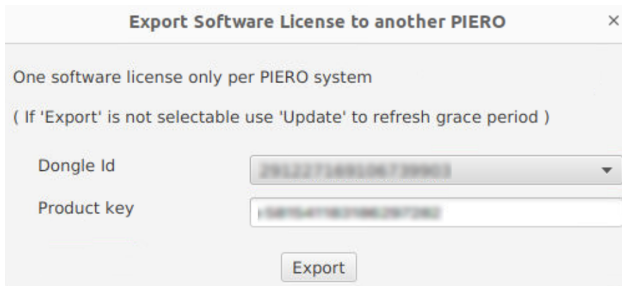 Export Software License to another PIERO
×
One software license only per PIERO system
( If 'Export' is not selectable use 'Update' to refresh grace period )
Dongle Id
Product key
Export